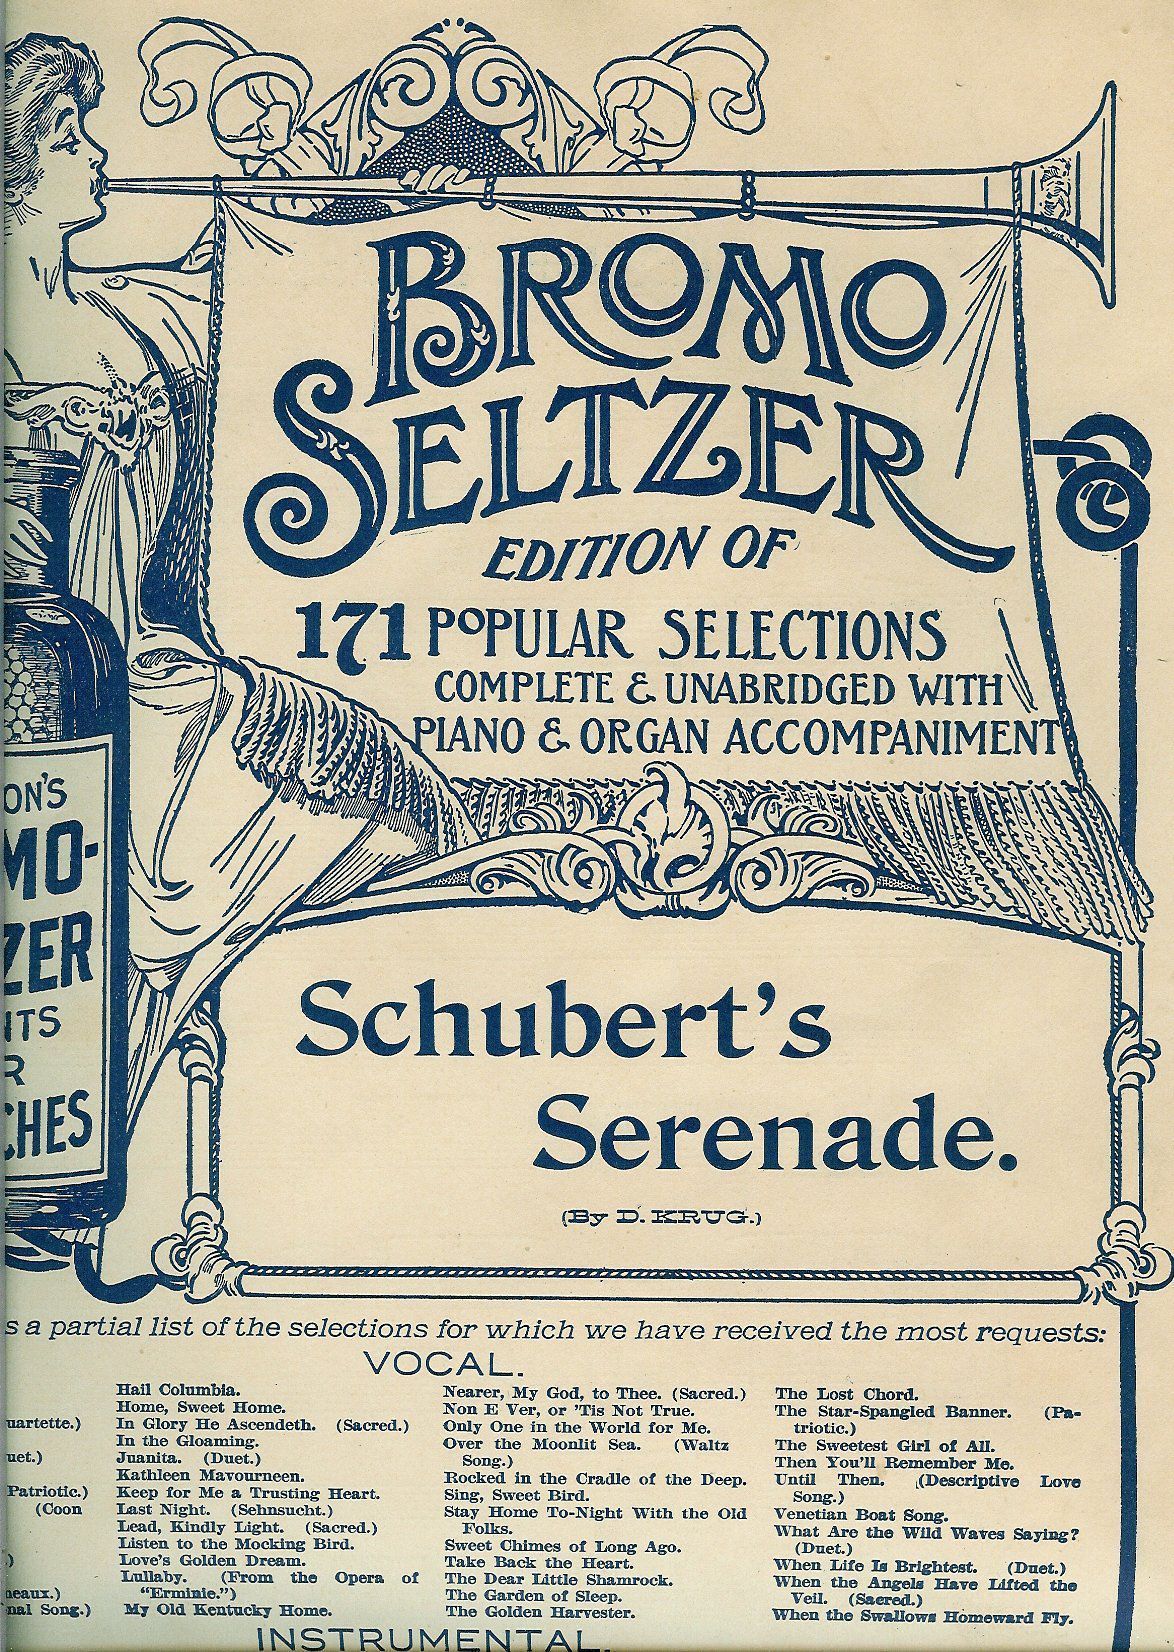 BROMO
SELTZER
EDITION OF
171 POPULAR SELECTIONS
COMPLETE & UNABRIDGED WITH
PIANO & ORGAN ACCOMPANIMENT
ON'S
MO-
ZER
R
CHES
Schubert's
Serenade.
(By D. KRUG.)
s a partial list of the selections for which we have received the most requests:
VOCAL.
uartette.)
uet.)
Patriotic.)
(Coon
)
neaux.)
nal Song.)
Hail Columbia.
Home, Sweet Home.
In Glory He Ascendeth. (Sacred.)
In the Gloaming.
Juanita. (Duet.)
Kathleen Mavourneen.
Keep for Me a Trusting Heart.
Last Night. (Sehnsucht.)
Lead, Kindly Light. (Sacred.)
Listen to the Mocking Bird.
Love's Golden Dream.
Lullaby. (From the Opera of
"Erminie.")
My Old Kentucky Home.
Nearer, My God, to Thee. (Sacred.)
Non E Ver, or 'Tis Not True.
Only One in the World for Me.
Over the Moonlit Sea. (Waltz
Song.)
Rocked in the Cradle of the Deep.
Sing, Sweet Bird.
Stay Home To-Night With the Old
Folks.
Sweet Chimes of Long Ago.
Take Back the Heart.
The Dear Little Shamrock.
The Garden of Sleep.
The Golden Harvester.
The Lost Chord.
The Star-Spangled Banner. (Pa-
triotic.)
The Sweetest Girl of All.
Then You'll Remember Me.
Until Then. (Descriptive Love
Song.)
Venetian Boat Song.
What Are the Wild Waves Saying?
(Duet.)
When Life Is Brightest. (Duet.)
When the Angels Have Lifted the
Veil. (Sacred.)
When the Swallows Homeward Fly.
INSTRUMENTAL.